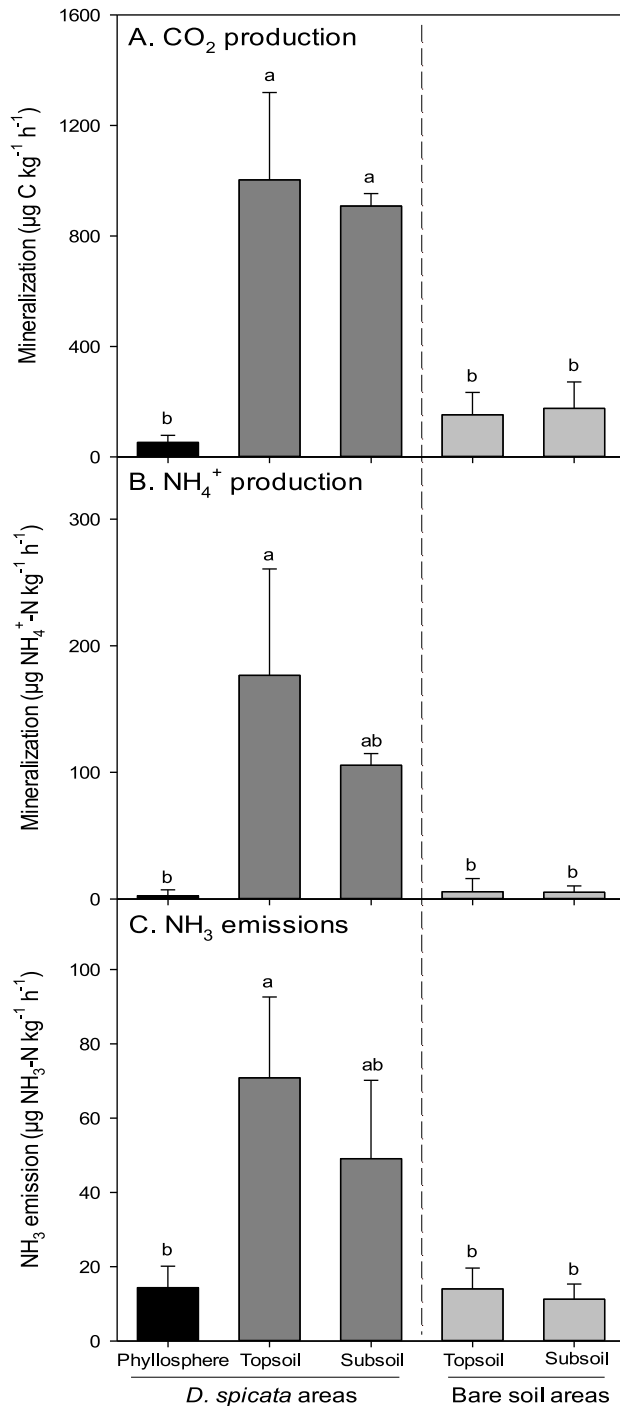 A. CO₂ production
Mineralization (µg C kg⁻¹ h⁻¹)
1600
1200
800
400
0
b
a
a
b
b
B. NH₄⁺ production
Mineralization (µg NH₄⁺-N kg⁻¹ h⁻¹)
300
200
100
0
b
a
ab
b
b
C. NH₃ emissions
NH₃ emission (µg NH₃-N kg⁻¹ h⁻¹)
100
80
60
40
20
0
b
a
ab
b
b
Phyllosphere Topsoil Subsoil Topsoil Subsoil
D. spicata areas Bare soil areas